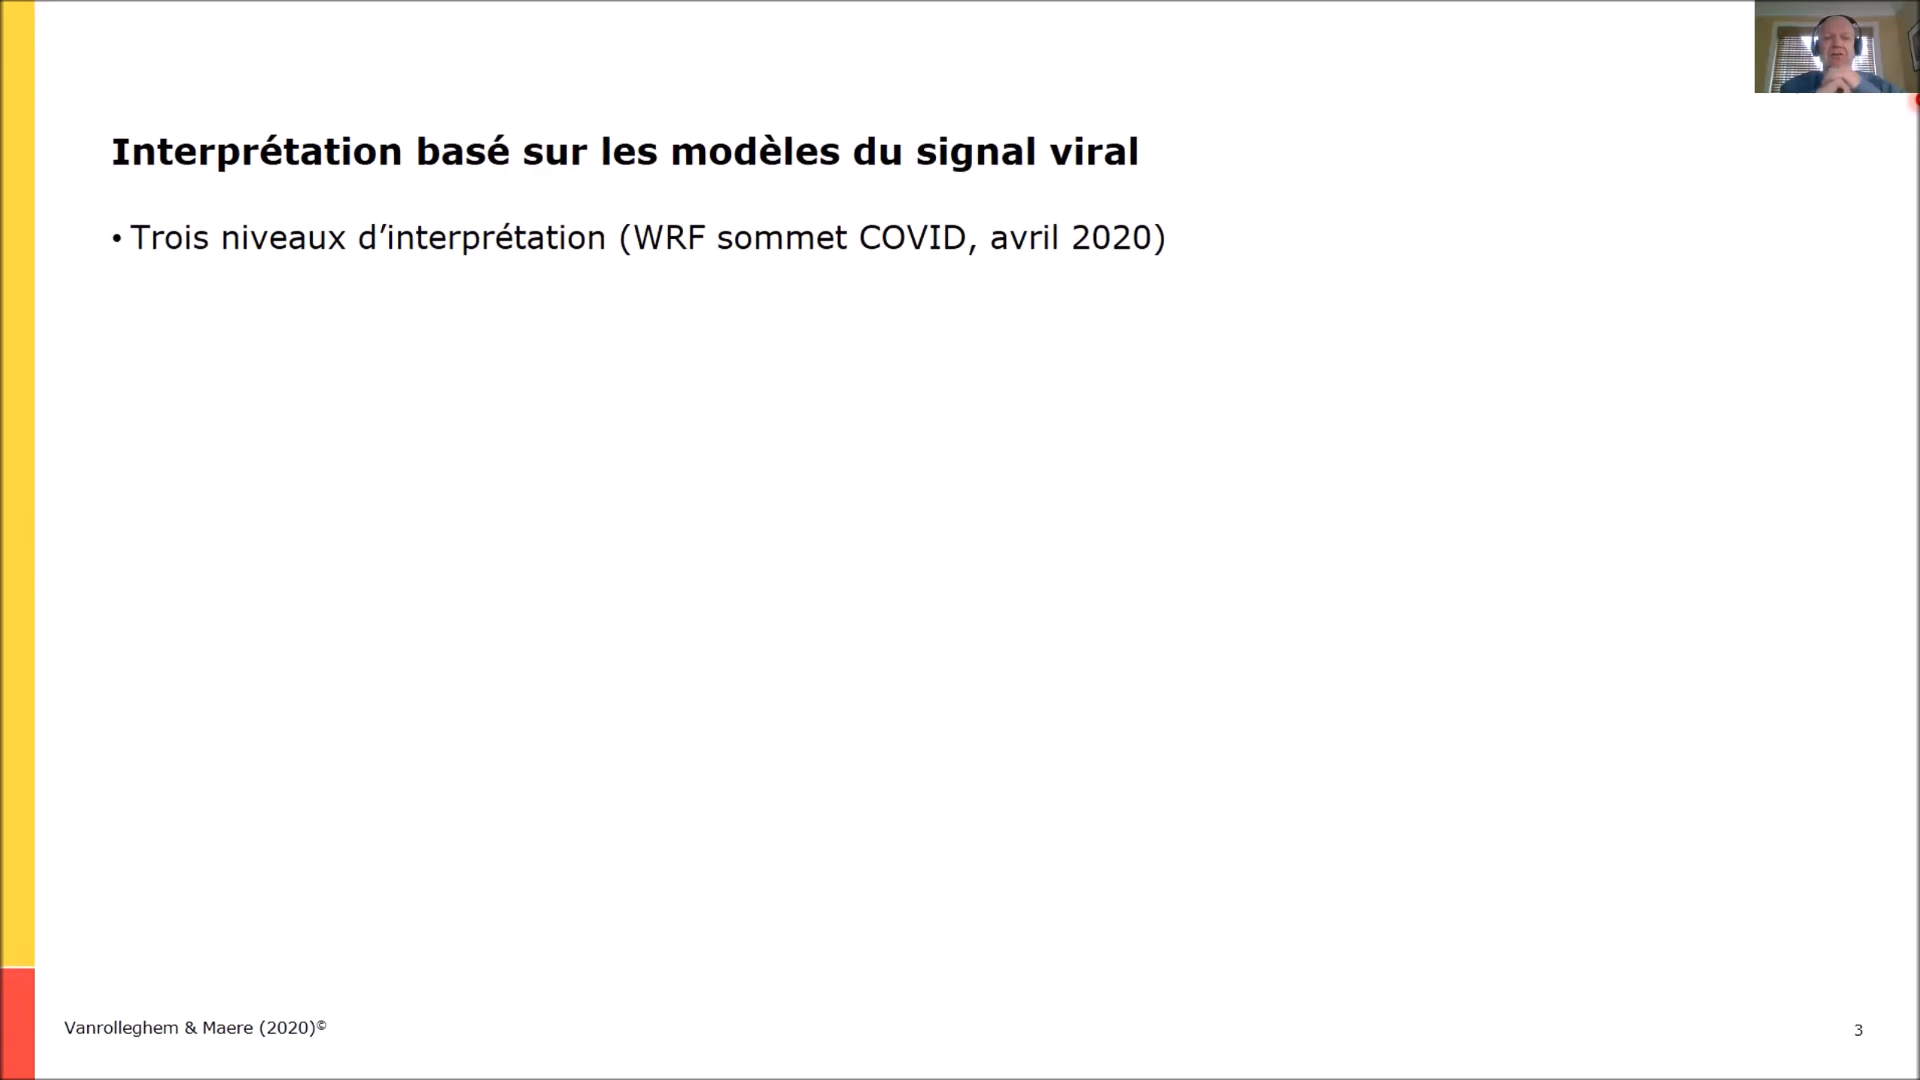 Interprétation basé sur les modèles du signal viral
• Trois niveaux d’interprétation (WRF sommet COVID, avril 2020)
Vanrolleghem & Maere (2020)©
3